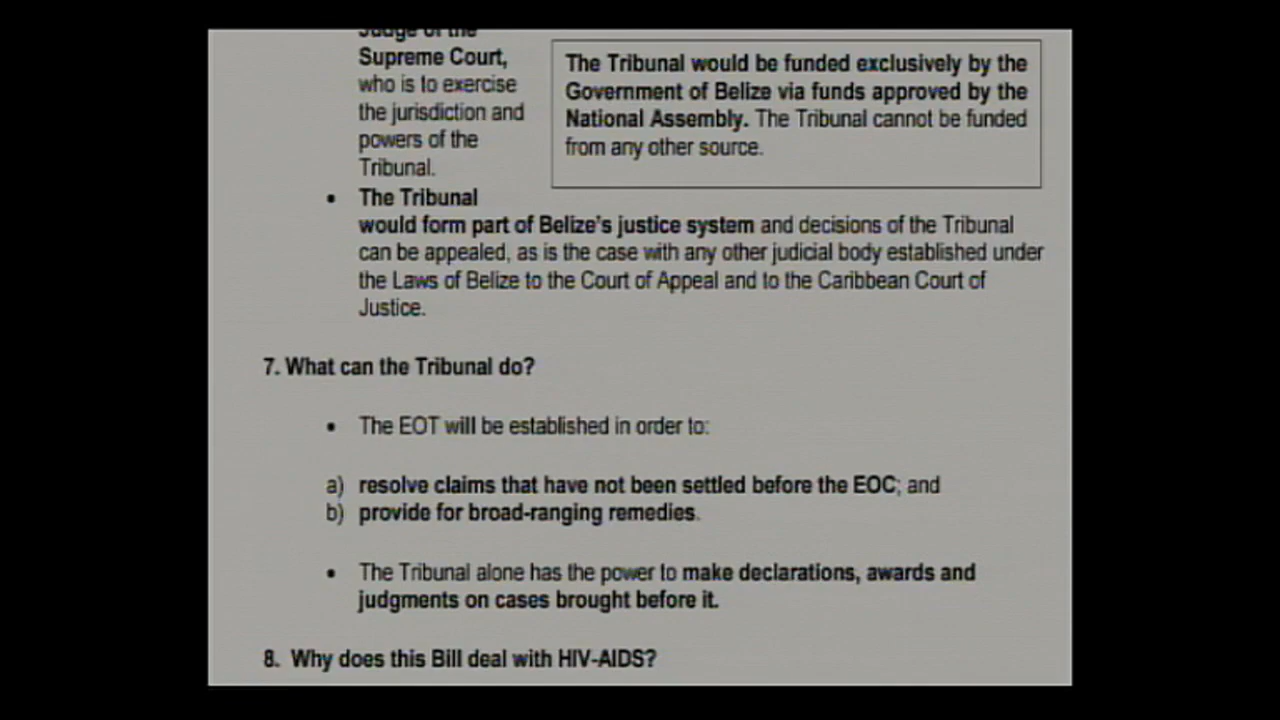 Judge of the
Supreme Court,
who is to exercise
the jurisdiction and
powers of the
Tribunal.
The Tribunal would be funded exclusively by the
Government of Belize via funds approved by the
National Assembly. The Tribunal cannot be funded
from any other source.
• The Tribunal
would form part of Belize's justice system and decisions of the Tribunal
can be appealed, as is the case with any other judicial body established under
the Laws of Belize to the Court of Appeal and to the Caribbean Court of
Justice.
7. What can the Tribunal do?
• The EOT will be established in order to:
a) resolve claims that have not been settled before the EOC; and
b) provide for broad-ranging remedies.
• The Tribunal alone has the power to make declarations, awards and
judgments on cases brought before it.
8. Why does this Bill deal with HIV-AIDS?